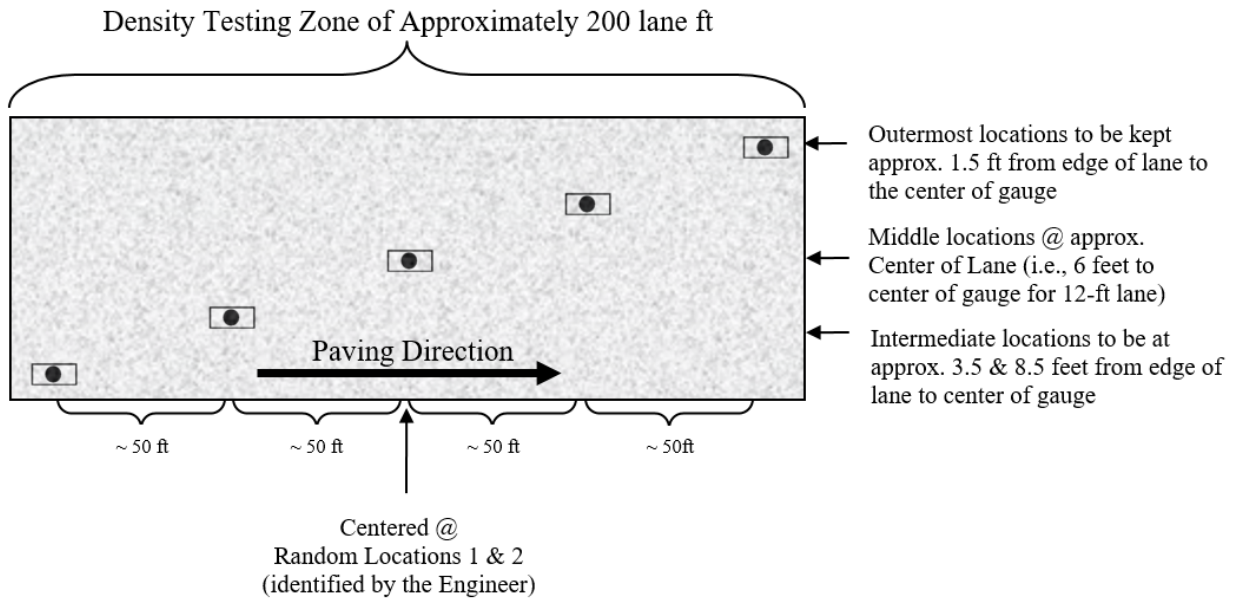 Density Testing Zone of Approximately 200 lane ft
Outermost locations to be kept
approx. 1.5 ft from edge of lane to
the center of gauge
Middle locations @ approx.
Center of Lane (i.e., 6 feet to
center of gauge for 12-ft lane)
Intermediate locations to be at
approx. 3.5 & 8.5 feet from edge of
lane to center of gauge
Paving Direction
~ 50 ft
~ 50 ft
~ 50 ft
~ 50ft
Centered @
Random Locations 1 & 2
(identified by the Engineer)